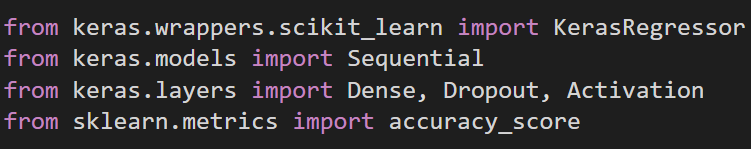 from keras.wrappers.scikit_learn import KerasRegressor
from keras.models import Sequential
from keras.layers import Dense, Dropout, Activation
from sklearn.metrics import accuracy_score